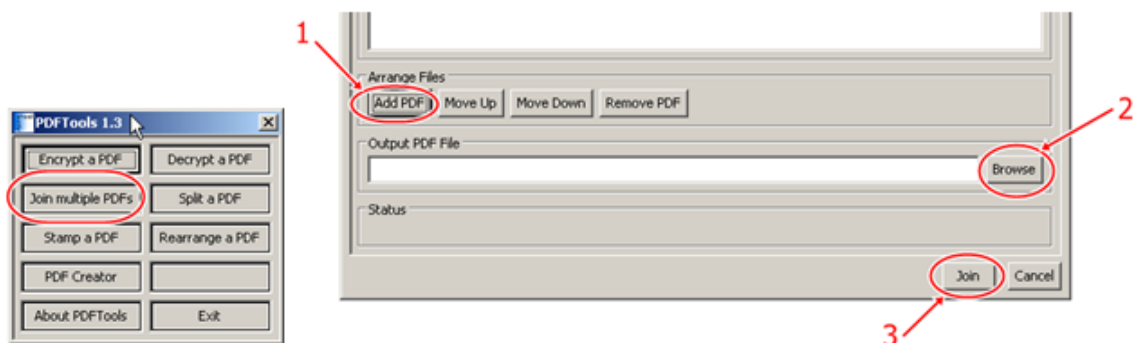 PDFTools 1.3
Encrypt a PDF Decrypt a PDF
Join multiple PDFs Split a PDF
Stamp a PDF Rearrange a PDF
PDF Creator
About PDFTools Exit
1
Arrange Files
Add PDF Move Up Move Down Remove PDF
2
Output PDF File
Browse
Status
Join Cancel
3